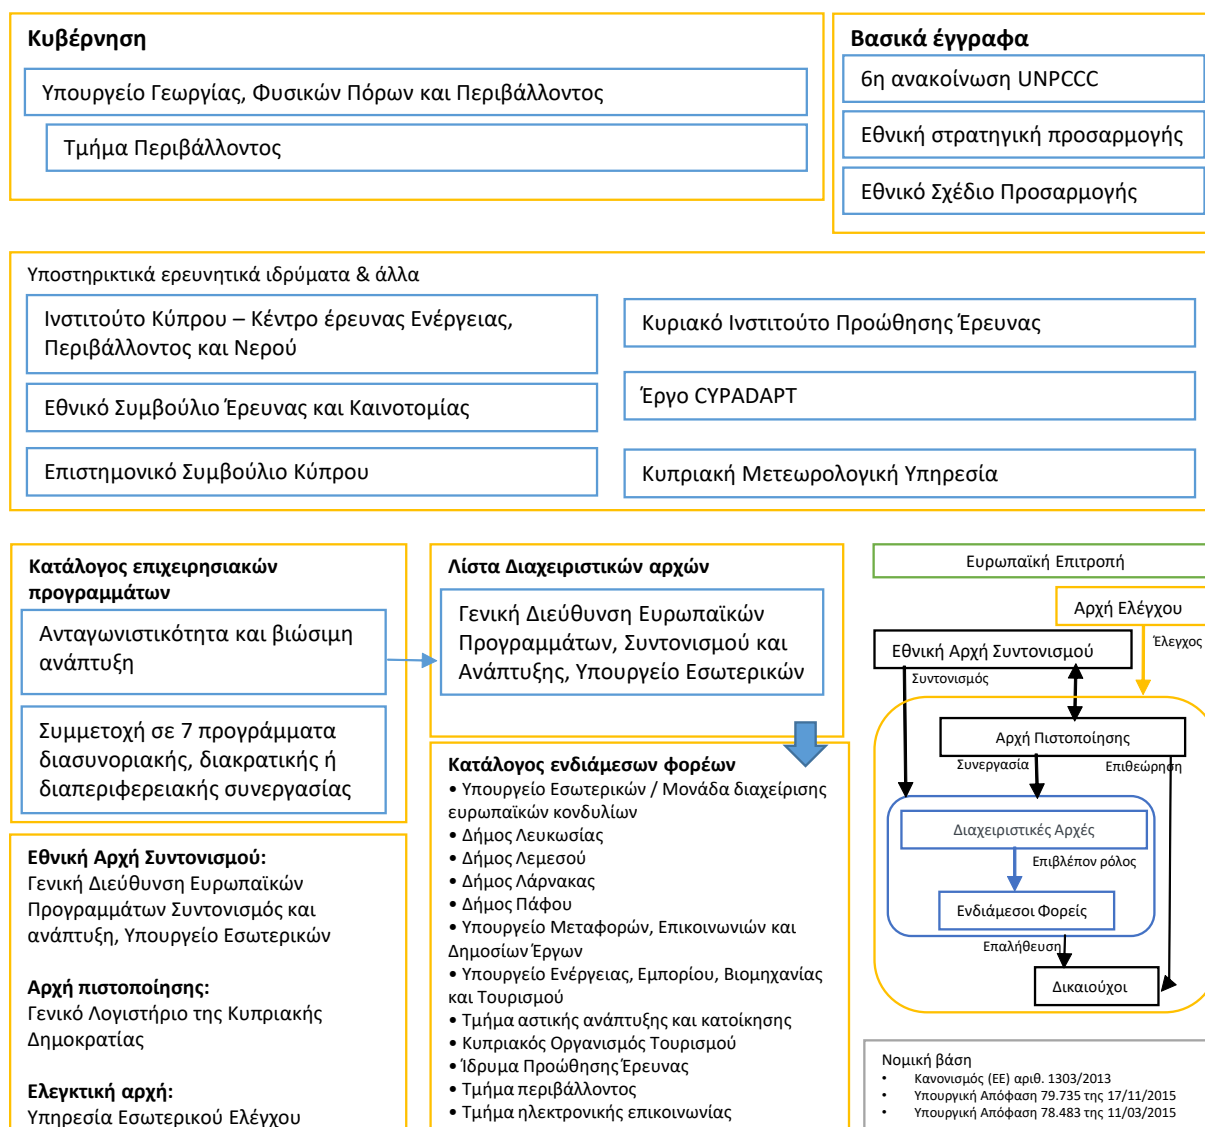 Κυβέρνηση
Υπουργείο Γεωργίας, Φυσικών Πόρων και Περιβάλλοντος
Τμήμα Περιβάλλοντος
Βασικά έγγραφα
6η ανακοίνωση UNPCCC
Εθνική στρατηγική προσαρμογής
Εθνικό Σχέδιο Προσαρμογής
Υποστηρικτικά ερευνητικά ιδρύματα & άλλα
Ινστιτούτο Κύπρου – Κέντρο έρευνας Ενέργειας,
Περιβάλλοντος και Νερού
Εθνικό Συμβούλιο Έρευνας και Καινοτομίας
Επιστημονικό Συμβούλιο Κύπρου
Κυριακό Ινστιτούτο Προώθησης Έρευνας
Έργο CYPADAPT
Κυπριακή Μετεωρολογική Υπηρεσία
Κατάλογος επιχειρησιακών
προγραμμάτων
Ανταγωνιστικότητα και βιώσιμη
ανάπτυξη
Συμμετοχή σε 7 προγράμματα
διασυνοριακής, διακρατικής ή
διαπεριφερειακής συνεργασίας
Εθνική Αρχή Συντονισμού:
Γενική Διεύθυνση Ευρωπαϊκών
Προγραμμάτων Συντονισμός και
ανάπτυξη, Υπουργείο Εσωτερικών
Αρχή πιστοποίησης:
Γενικό Λογιστήριο της Κυπριακής
Δημοκρατίας
Ελεγκτική αρχή:
Υπηρεσία Εσωτερικού Ελέγχου
Λίστα Διαχειριστικών αρχών
Γενική Διεύθυνση Ευρωπαϊκών
Προγραμμάτων, Συντονισμού και
Ανάπτυξης, Υπουργείο Εσωτερικών
Κατάλογος ενδιάμεσων φορέων
• Υπουργείο Εσωτερικών / Μονάδα διαχείρισης
ευρωπαϊκών κονδυλίων
• Δήμος Λευκωσίας
• Δήμος Λεμεσού
• Δήμος Λάρνακας
• Δήμος Πάφου
• Υπουργείο Μεταφορών, Επικοινωνιών και
Δημοσίων Έργων
• Υπουργείο Ενέργειας, Εμπορίου, Βιομηχανίας
και Τουρισμού
• Τμήμα αστικής ανάπτυξης και κατοίκησης
• Κυπριακός Οργανισμός Τουρισμού
• Ίδρυμα Προώθησης Έρευνας
• Τμήμα περιβάλλοντος
• Τμήμα ηλεκτρονικής επικοινωνίας
Ευρωπαϊκή Επιτροπή
Αρχή Ελέγχου
Έλεγχος
Εθνική Αρχή Συντονισμού
Συντονισμός
Αρχή Πιστοποίησης
Συνεργασία
Επιθεώρηση
Διαχειριστικές Αρχές
Επιβλέπον ρόλος
Ενδιάμεσοι Φορείς
Επαλήθευση
Δικαιούχοι
Νομική βάση
• Κανονισμός (ΕΕ) αριθ. 1303/2013
• Υπουργική Απόφαση 79.735 της 17/11/2015
• Υπουργική Απόφαση 78.483 της 11/03/2015